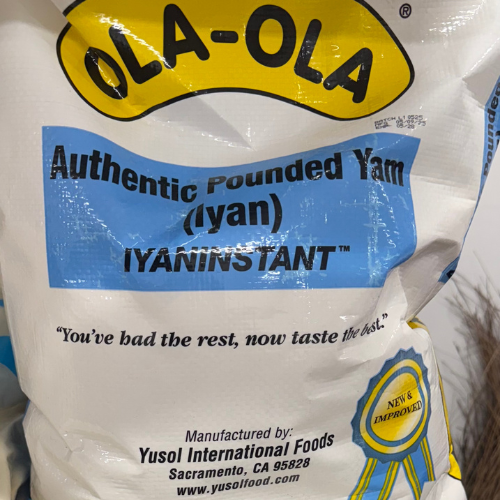 OLA-OLA ®
Authentic Pounded Yam
(Iyan)
IYANINSTANT™
"You've had the rest, now taste the best."
NEW &
IMPROVED
Manufactured by:
Yusol International Foods
Sacramento, CA 95828
www.yusolfood.com